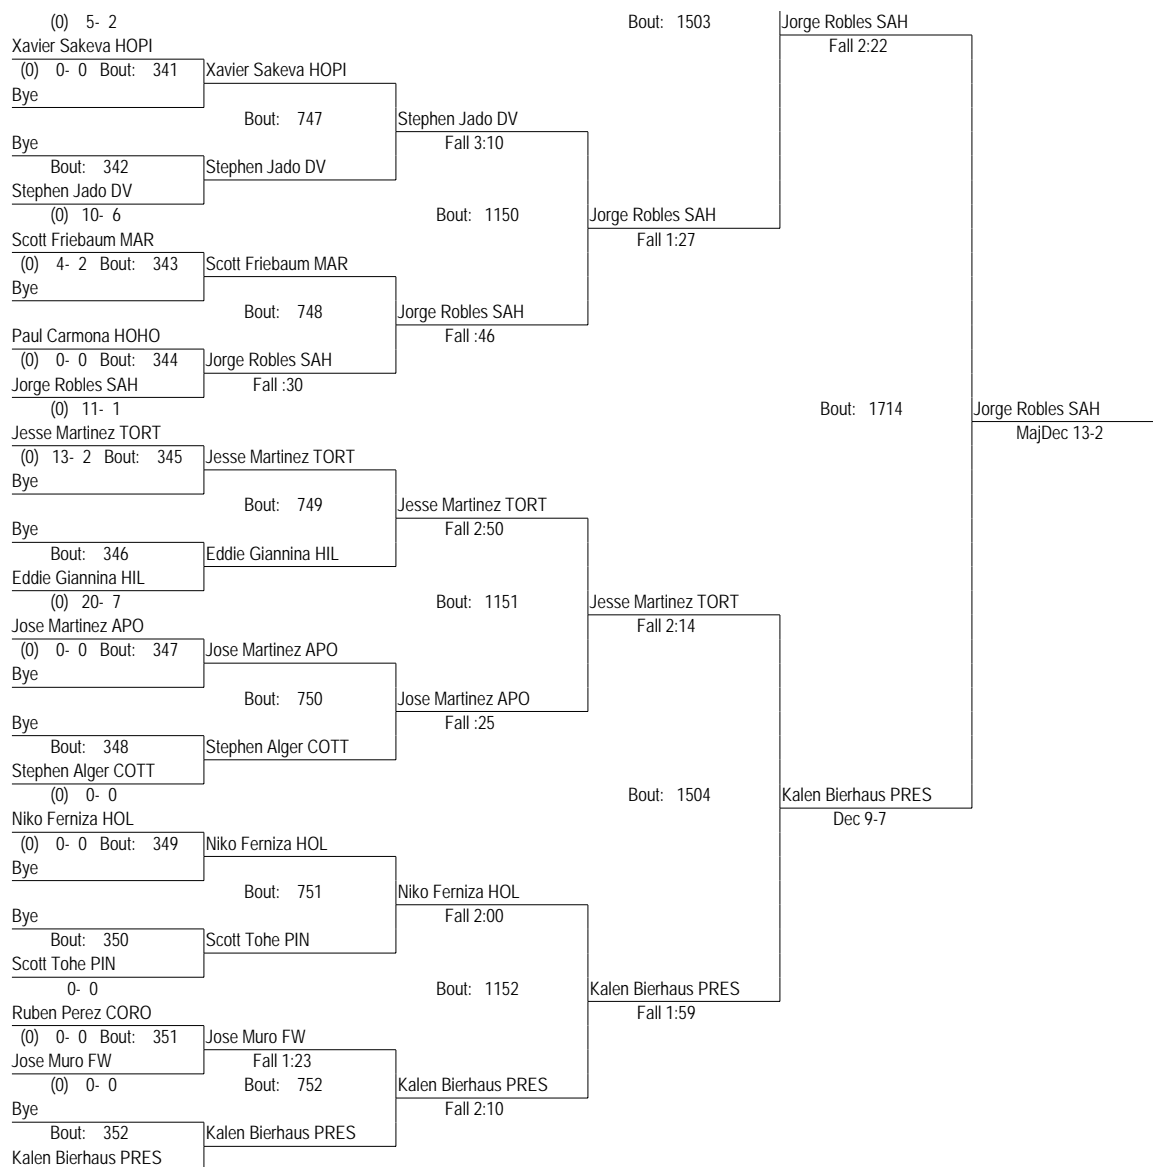 (0) 5- 2 Bout: 1503 Jorge Robles SAH
Xavier Sakeva HOPI Fall 2:22
(0) 0- 0 Bout: 341 Xavier Sakeva HOPI
Bye
Bout: 747 Stephen Jado DV
Bye Fall 3:10
Bout: 342 Stephen Jado DV
Stephen Jado DV
(0) 10- 6 Bout: 1150 Jorge Robles SAH
Scott Friebaum MAR Fall 1:27
(0) 4- 2 Bout: 343 Scott Friebaum MAR
Bye
Bout: 748 Jorge Robles SAH
Paul Carmona HOHO Fall :46
(0) 0- 0 Bout: 344 Jorge Robles SAH
Jorge Robles SAH Fall :30
(0) 11- 1 Bout: 1714 Jorge Robles SAH
Jesse Martinez TORT MajDec 13-2
(0) 13- 2 Bout: 345 Jesse Martinez TORT
Bye
Bout: 749 Jesse Martinez TORT
Bye Fall 2:50
Bout: 346 Eddie Giannina HIL
Eddie Giannina HIL
(0) 20- 7 Bout: 1151 Jesse Martinez TORT
Jose Martinez APO Fall 2:14
(0) 0- 0 Bout: 347 Jose Martinez APO
Bye
Bout: 750 Jose Martinez APO
Bye Fall :25
Bout: 348 Stephen Alger COTT
Stephen Alger COTT
(0) 0- 0 Bout: 1504 Kalen Bierhaus PRES
Niko Ferniza HOL Dec 9-7
(0) 0- 0 Bout: 349 Niko Ferniza HOL
Bye
Bout: 751 Niko Ferniza HOL
Bye Fall 2:00
Bout: 350 Scott Tohe PIN
Scott Tohe PIN
0- 0 Bout: 1152 Kalen Bierhaus PRES
Ruben Perez CORO Fall 1:59
(0) 0- 0 Bout: 351 Jose Muro FW
Jose Muro FW Fall 1:23
(0) 0- 0 Bout: 752 Kalen Bierhaus PRES
Bye Fall 2:10
Bout: 352 Kalen Bierhaus PRES
Kalen Bierhaus PRES